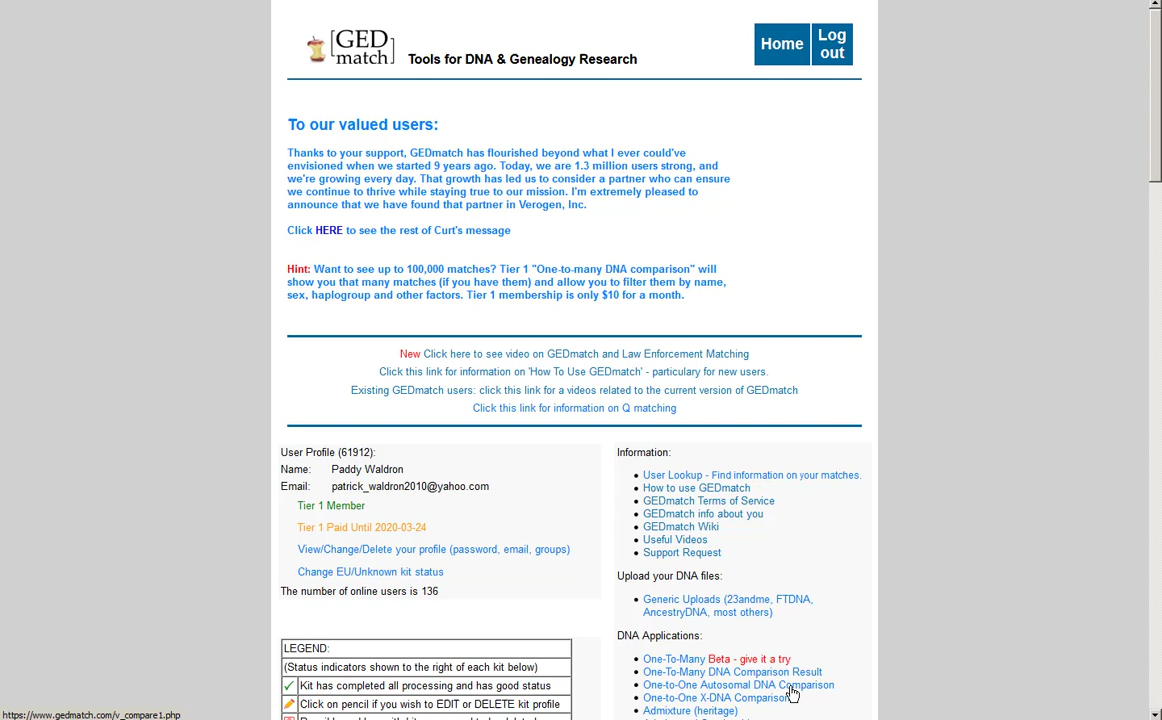 GED
match
Tools for DNA & Genealogy Research
Home
Log
out
To our valued users:
Thanks to your support, GEDmatch has flourished beyond what I ever could've
envisioned when we started 9 years ago. Today, we are 1.3 million users strong, and
we're growing every day. That growth has led us to consider a partner who can ensure
we continue to thrive while staying true to our mission. I'm extremely pleased to
announce that we have found that partner in Verogen, Inc.
Click HERE to see the rest of Curt's message
Hint: Want to see up to 100,000 matches? Tier 1 "One-to-many DNA comparison" will
show you that many matches (if you have them) and allow you to filter them by name,
sex, haplogroup and other factors. Tier 1 membership is only $10 for a month.
New Click here to see video on GEDmatch and Law Enforcement Matching
Click this link for information on 'How To Use GEDmatch' - particulary for new users.
Existing GEDmatch users: click this link for a videos related to the current version of GEDmatch
Click this link for information on Q matching
User Profile (61912):
Name: Paddy Waldron
Email: patrick_waldron2010@yahoo.com
Tier 1 Member
Tier 1 Paid Until 2020-03-24
View/Change/Delete your profile (password, email, groups)
Change EU/Unknown kit status
The number of online users is 136
LEGEND:
(Status indicators shown to the right of each kit below)
Kit has completed all processing and has good status
Click on pencil if you wish to EDIT or DELETE kit profile
Information:
User Lookup - Find information on your matches.
How to use GEDmatch
GEDmatch Terms of Service
GEDmatch info about you
GEDmatch Wiki
Useful Videos
Support Request
Upload your DNA files:
Generic Uploads (23andme, FTDNA,
AncestryDNA, most others)
DNA Applications:
One-To-Many Beta - give it a try
One-To-Many DNA Comparison Result
One-to-One Autosomal DNA Comparison
One-to-One X-DNA Comparison
Admixture (heritage)
https://www.gedmatch.com/v_compare1.php